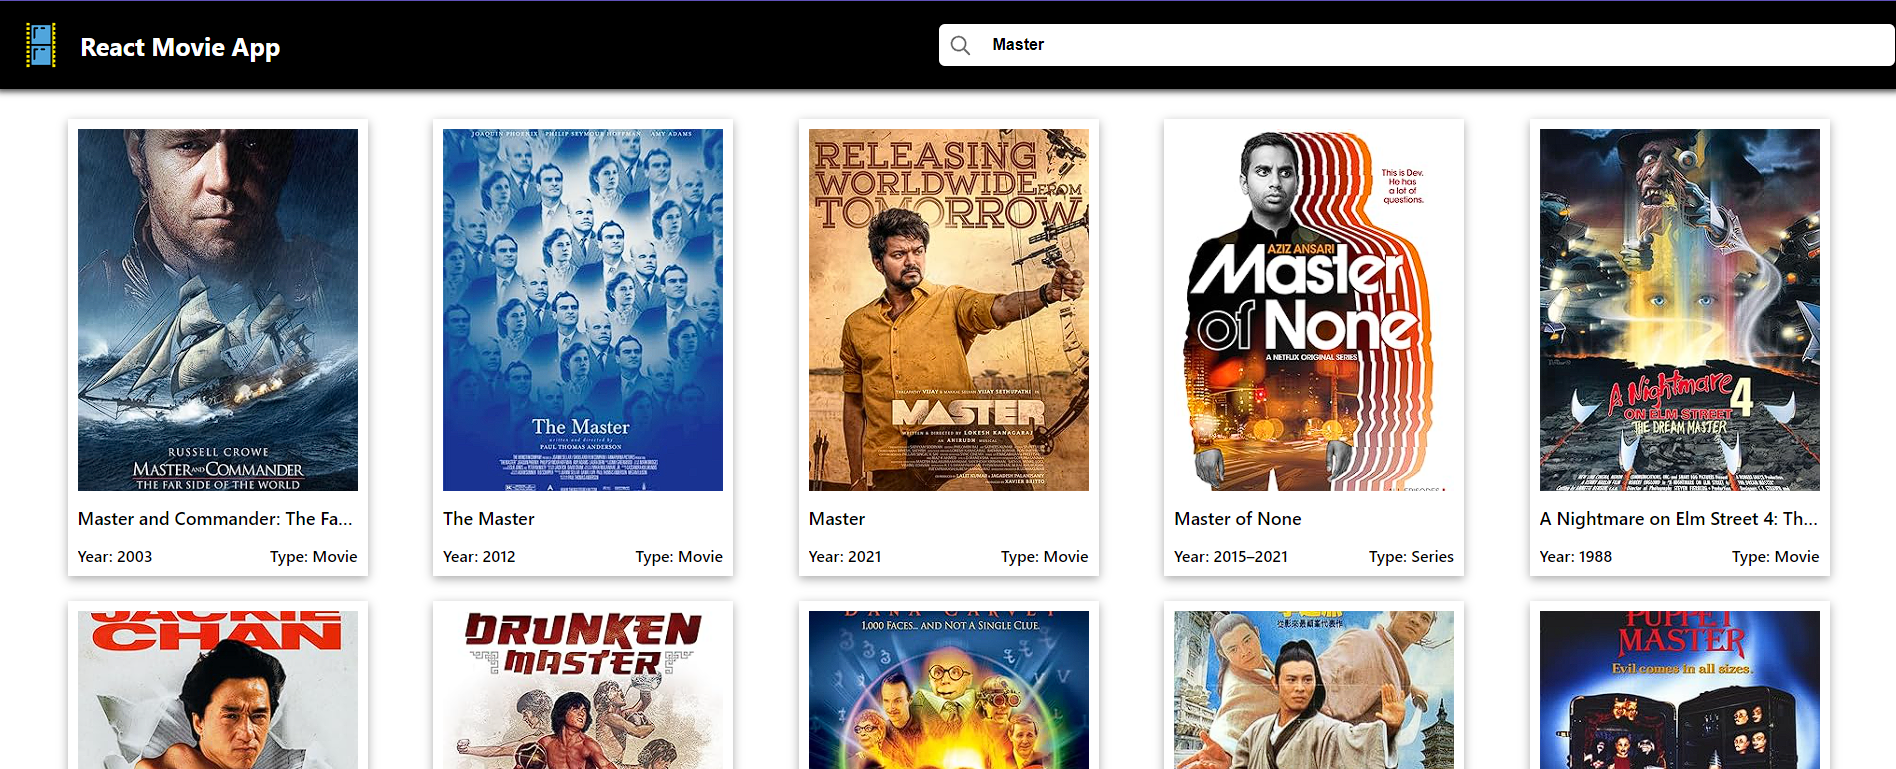 React Movie App
Master
RUSSELL CROWE
MASTER AND COMMANDER
THE FAR SIDE OF THE WORLD
Master and Commander: The Fa...
Year: 2003 Type: Movie
JOAQUIN PHOENIX PHILIP SEYMOUR HOFFMAN AMY ADAMS
The Master
written and directed by
PAUL THOMAS ANDERSON
The Master
Year: 2012 Type: Movie
RELEASING
WORLDWIDE FROM
TOMORROW
MASTER
WRITTEN & DIRECTED BY LOKESH KANAGARAJ
AN ANIRUDH MUSICAL
Master
Year: 2021 Type: Movie
This is Dev.
He has
a lot of
questions.
AZIZ ANSARI
Master
of None
A NETFLIX ORIGINAL SERIES
Master of None
Year: 2015–2021 Type: Series
A Nightmare
ON ELM STREET 4
THE DREAM MASTER
A Nightmare on Elm Street 4: Th...
Year: 1988 Type: Movie
JACKIE
CHAN
DRUNKEN
MASTER
DANA CARVEY
1,000 FACES... AND NOT A SINGLE CLUE.
PUPPET
MASTER
Evil comes in all sizes.